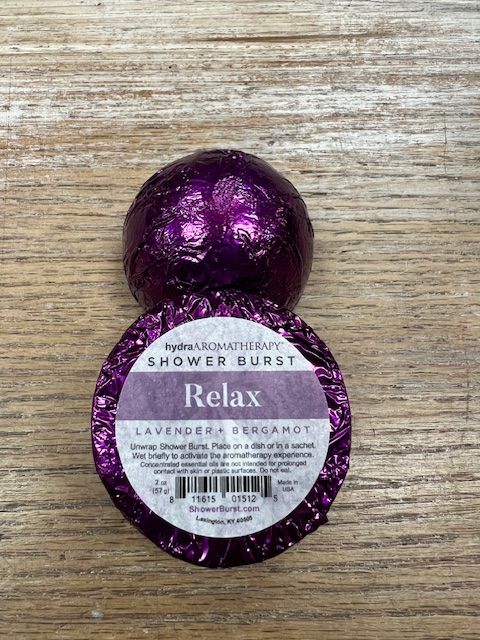 hydraAROMATHERAPY®
SHOWER BURST
Relax
LAVENDER + BERGAMOT
Unwrap Shower Burst. Place on a dish or in a sachet.
Wet briefly to activate the aromatherapy experience.
Concentrated essential oils are not intended for prolonged
contact with skin or plastic surfaces. Do not eat.
2 oz
(57 g)
8 11615 01512 5
Made in
USA
ShowerBurst.com
Lexington, KY 40505